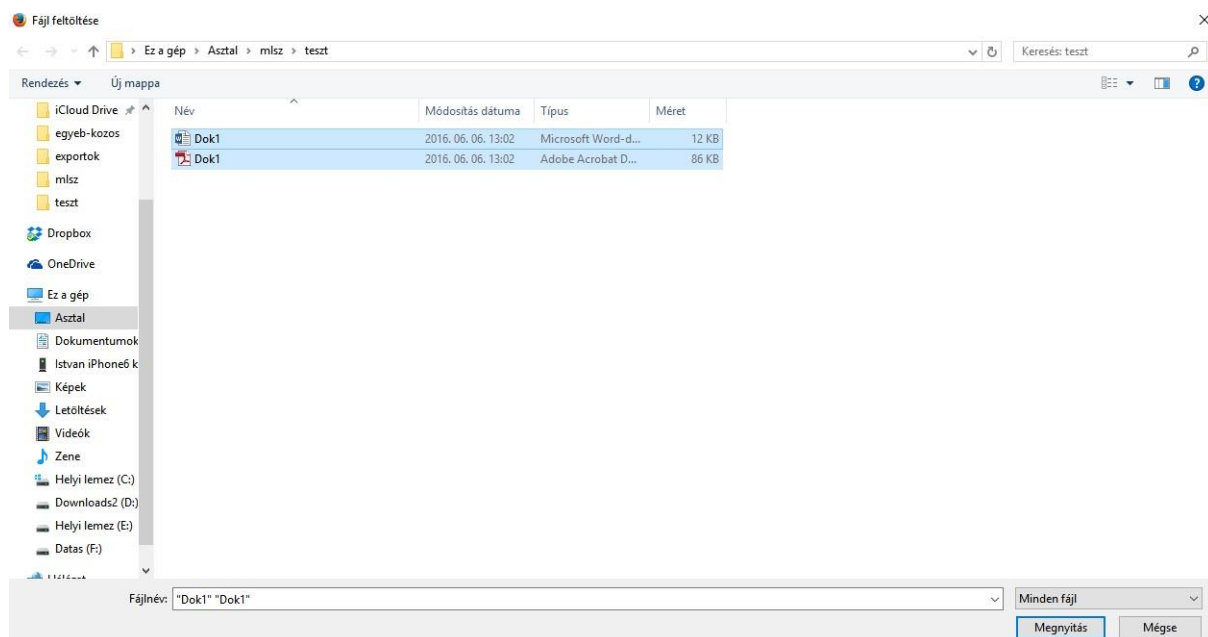 Fájl feltöltése
Ez a gép › Asztal › mlsz › teszt
Keresés: teszt
Rendezés Új mappa
iCloud Drive
egyeb-kozos
exportok
mlsz
teszt
Dropbox
OneDrive
Ez a gép
Asztal
Dokumentumok
Istvan iPhone6 k
Képek
Letöltések
Videók
Zene
Helyi lemez (C:)
Downloads2 (D:)
Helyi lemez (E:)
Datas (F:)
Név Módosítás dátuma Típus Méret
Dok1 2016. 06. 06. 13:02 Microsoft Word-d... 12 KB
Dok1 2016. 06. 06. 13:02 Adobe Acrobat D... 86 KB
Fájlnév: "Dok1" "Dok1"
Minden fájl
Megnyitás Mégse